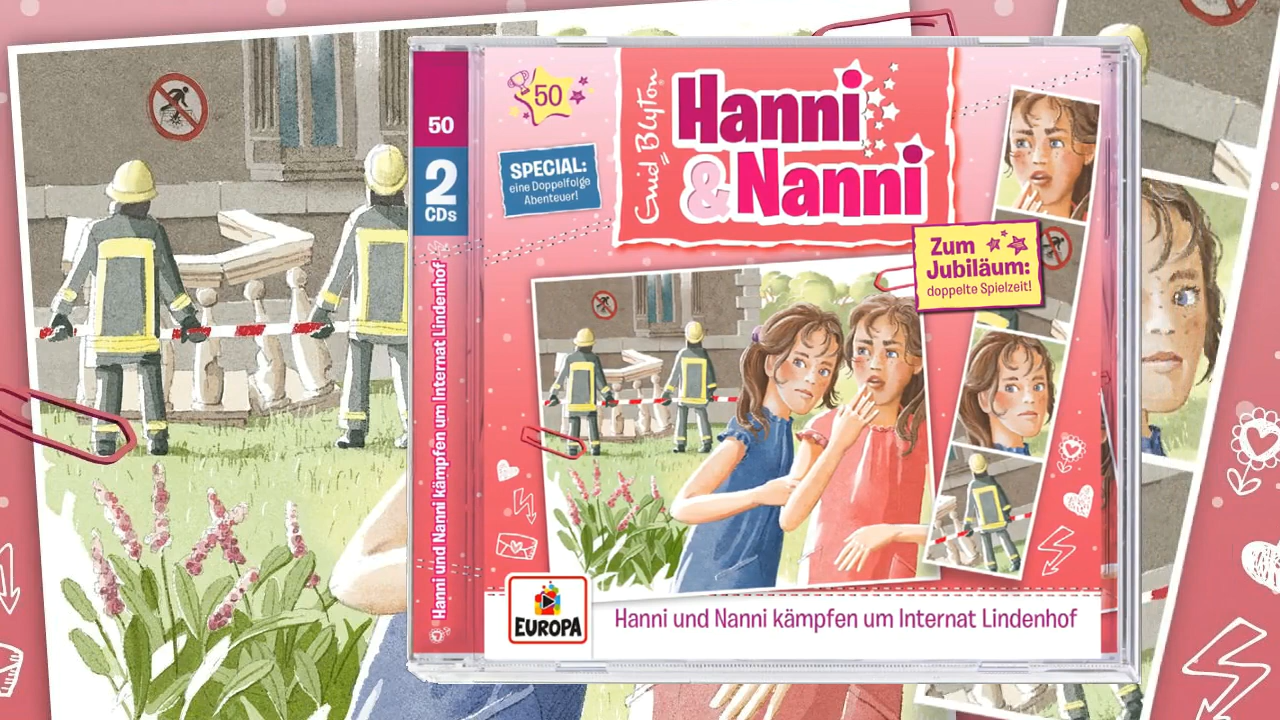 50
2
CDs
Hanni und Nanni kämpfen um Internat Lindenhof
50
SPECIAL:
eine Doppelfolge
Abenteuer!
Enid Blyton
Hanni
& Nanni
Zum
Jubiläum:
doppelte Spielzeit!
EUROPA
Hanni und Nanni kämpfen um Internat Lindenhof